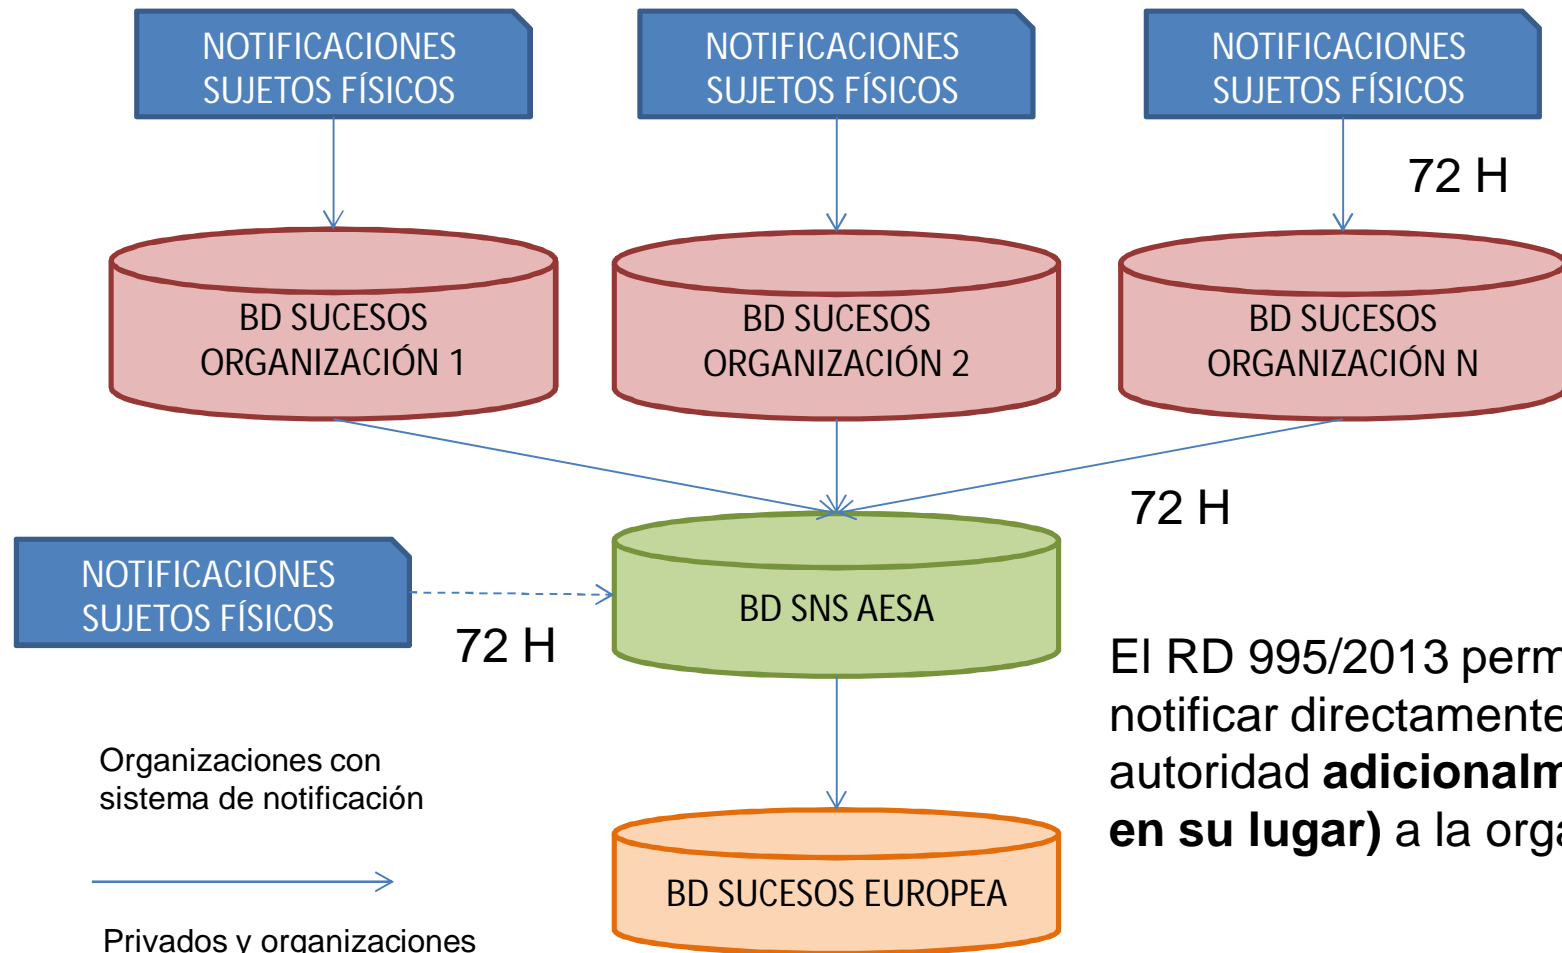 NOTIFICACIONES
SUJETOS FÍSICOS
NOTIFICACIONES
SUJETOS FÍSICOS
NOTIFICACIONES
SUJETOS FÍSICOS
72 H
BD SUCESOS
ORGANIZACIÓN 1
BD SUCESOS
ORGANIZACIÓN 2
BD SUCESOS
ORGANIZACIÓN N
72 H
NOTIFICACIONES
SUJETOS FÍSICOS
72 H
BD SNS AESA
El RD 995/2013 perm
notificar directamente
autoridad adicionalm
en su lugar) a la orga
Organizaciones con
sistema de notificación
BD SUCESOS EUROPEA
Privados y organizaciones